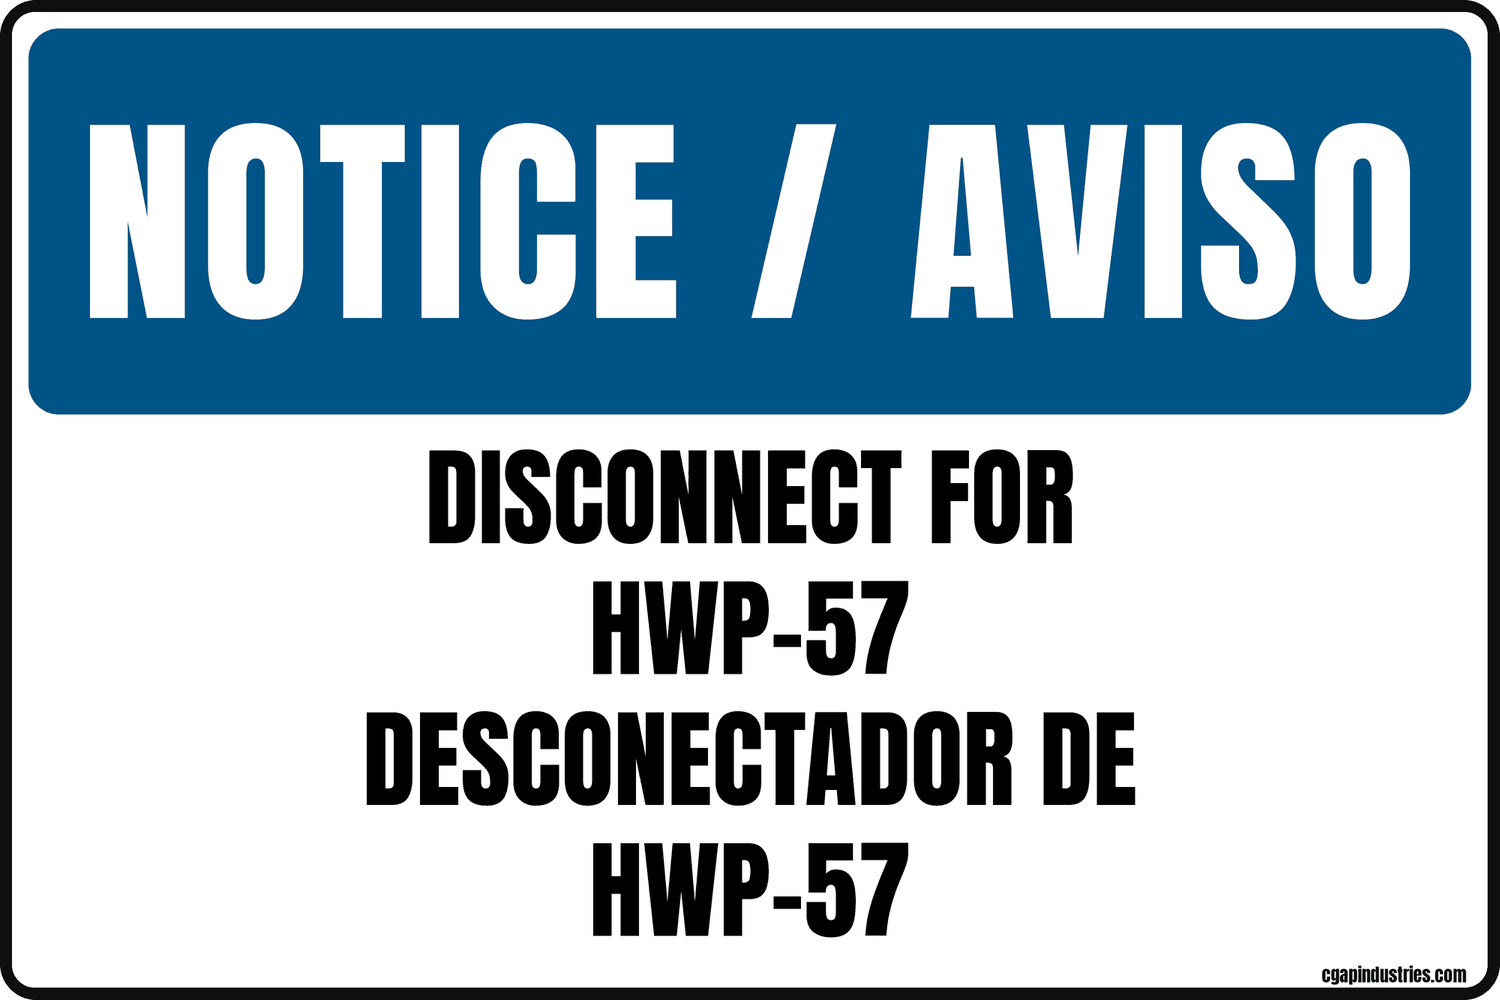 NOTICE / AVISO
DISCONNECT FOR
HWP-57
DESCONECTADOR DE
HWP-57
cgapindustries.com